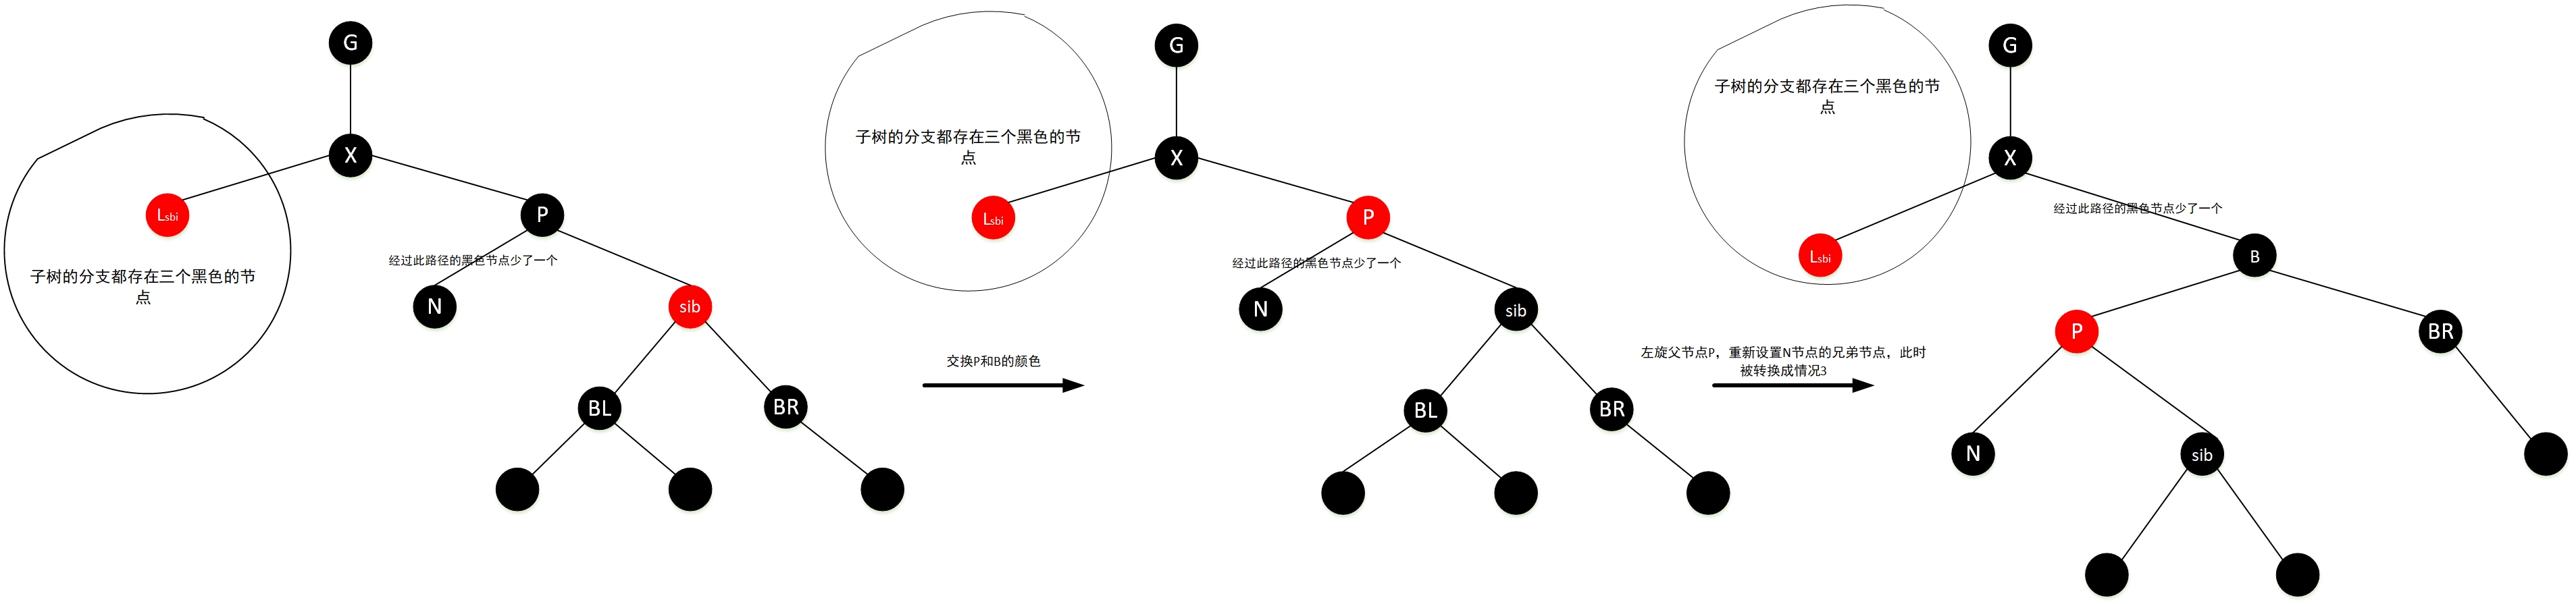 G
X
Lsbi
P
子树的分支都存在三个黑色的节
点
经过此路径的黑色节点少了一个
N
sib
BL
BR
交换P和B的颜色
G
子树的分支都存在三个黑色的节
点
X
Lsbi
P
经过此路径的黑色节点少了一个
N
sib
BL
BR
左旋父节点P，重新设置N节点的兄弟节点，此时
被转换成情况3
G
子树的分支都存在三个黑色的节
点
X
经过此路径的黑色节点少了一个
Lsbi
B
P
BR
N
sib